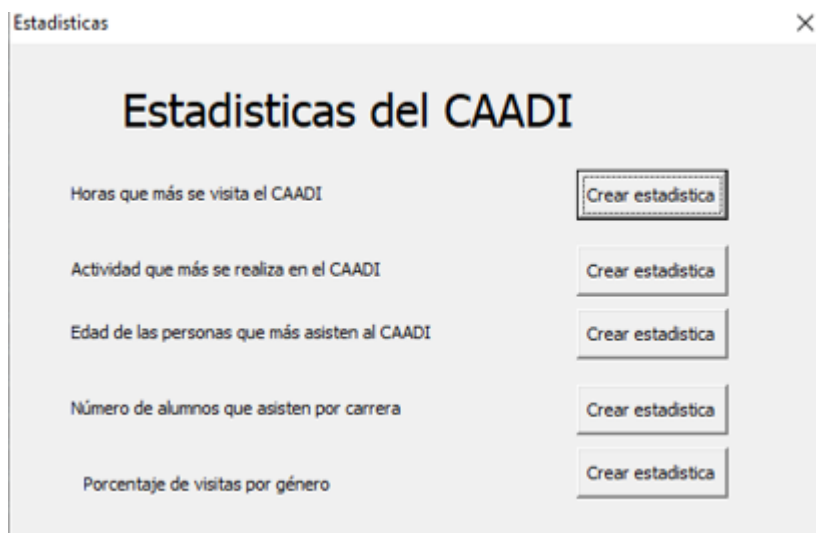 Estadisticas
Estadisticas del CAADI
Horas que más se visita el CAADI
Crear estadistica
Actividad que más se realiza en el CAADI
Crear estadistica
Edad de las personas que más asisten al CAADI
Crear estadistica
Número de alumnos que asisten por carrera
Crear estadistica
Porcentaje de visitas por género
Crear estadistica